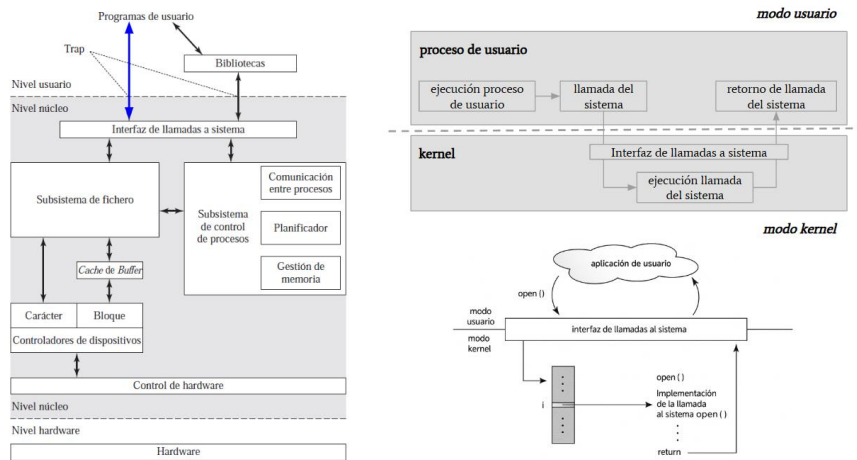 Programas de usuario
Trap
Bibliotecas
Nivel usuario
Nivel núcleo
Interfaz de llamadas a sistema
Subsistema de fichero
Subsistema
de control
de procesos
Comunicación
entre procesos
Planificador
Gestión de
memoria
Cache de Buffer
Carácter
Bloque
Controladores de dispositivos
Control de hardware
Nivel núcleo
Nivel hardware
Hardware
modo usuario
proceso de usuario
ejecución proceso
de usuario
llamada del
sistema
retorno de llamada
del sistema
kernel
Interfaz de llamadas a sistema
ejecución llamada
del sistema
modo kernel
aplicación de usuario
open ()
modo
usuario
modo
kernel
interfaz de llamadas al sistema
i
open ()
Implementación
de la llamada
al sistema open ()
return